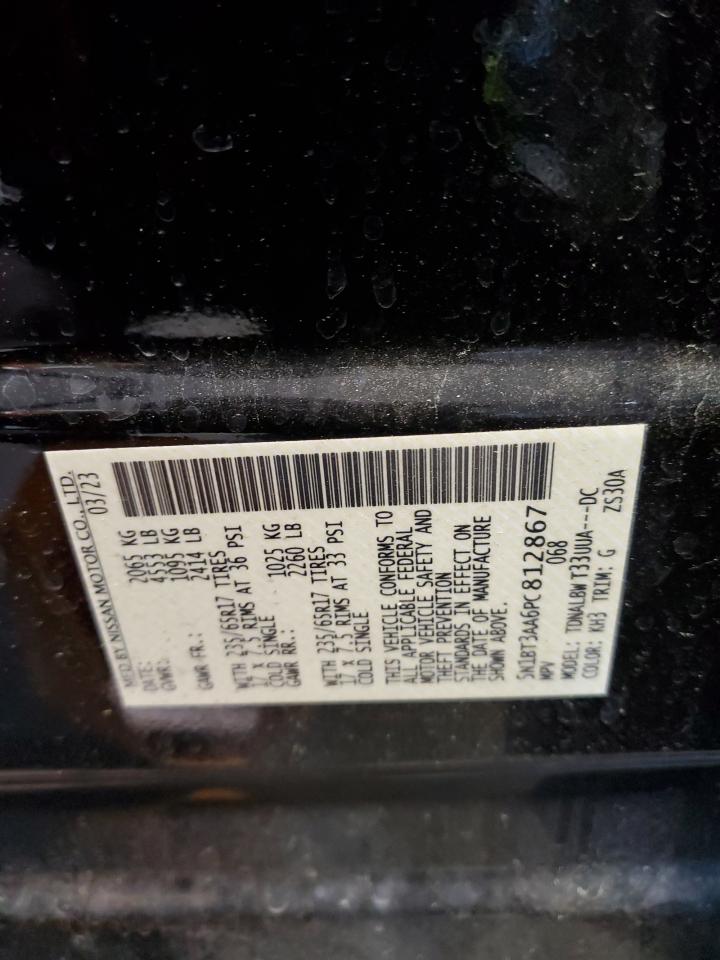 MFD BY NISSAN MOTOR CO., LTD.
DATE: 03/23
GVWR: 2065 KG
4553 LB
GAWR FR.: 1095 KG
2414 LB
WITH 235/65R17 TIRES
17 X 7.5 RIMS AT 36 PSI
COLD SINGLE
GAWR RR.: 1025 KG
2260 LB
WITH 235/65R17 TIRES
17 X 7.5 RIMS AT 33 PSI
COLD SINGLE
THIS VEHICLE CONFORMS TO
ALL APPLICABLE FEDERAL
MOTOR VEHICLE SAFETY AND
THEFT PREVENTION
STANDARDS IN EFFECT ON
THE DATE OF MANUFACTURE
5N1BT3AA6PC812867
MPV 068
MODEL: TDNALBW T33UUA---DC
COLOR: KH3 TRIM: G ZS30A